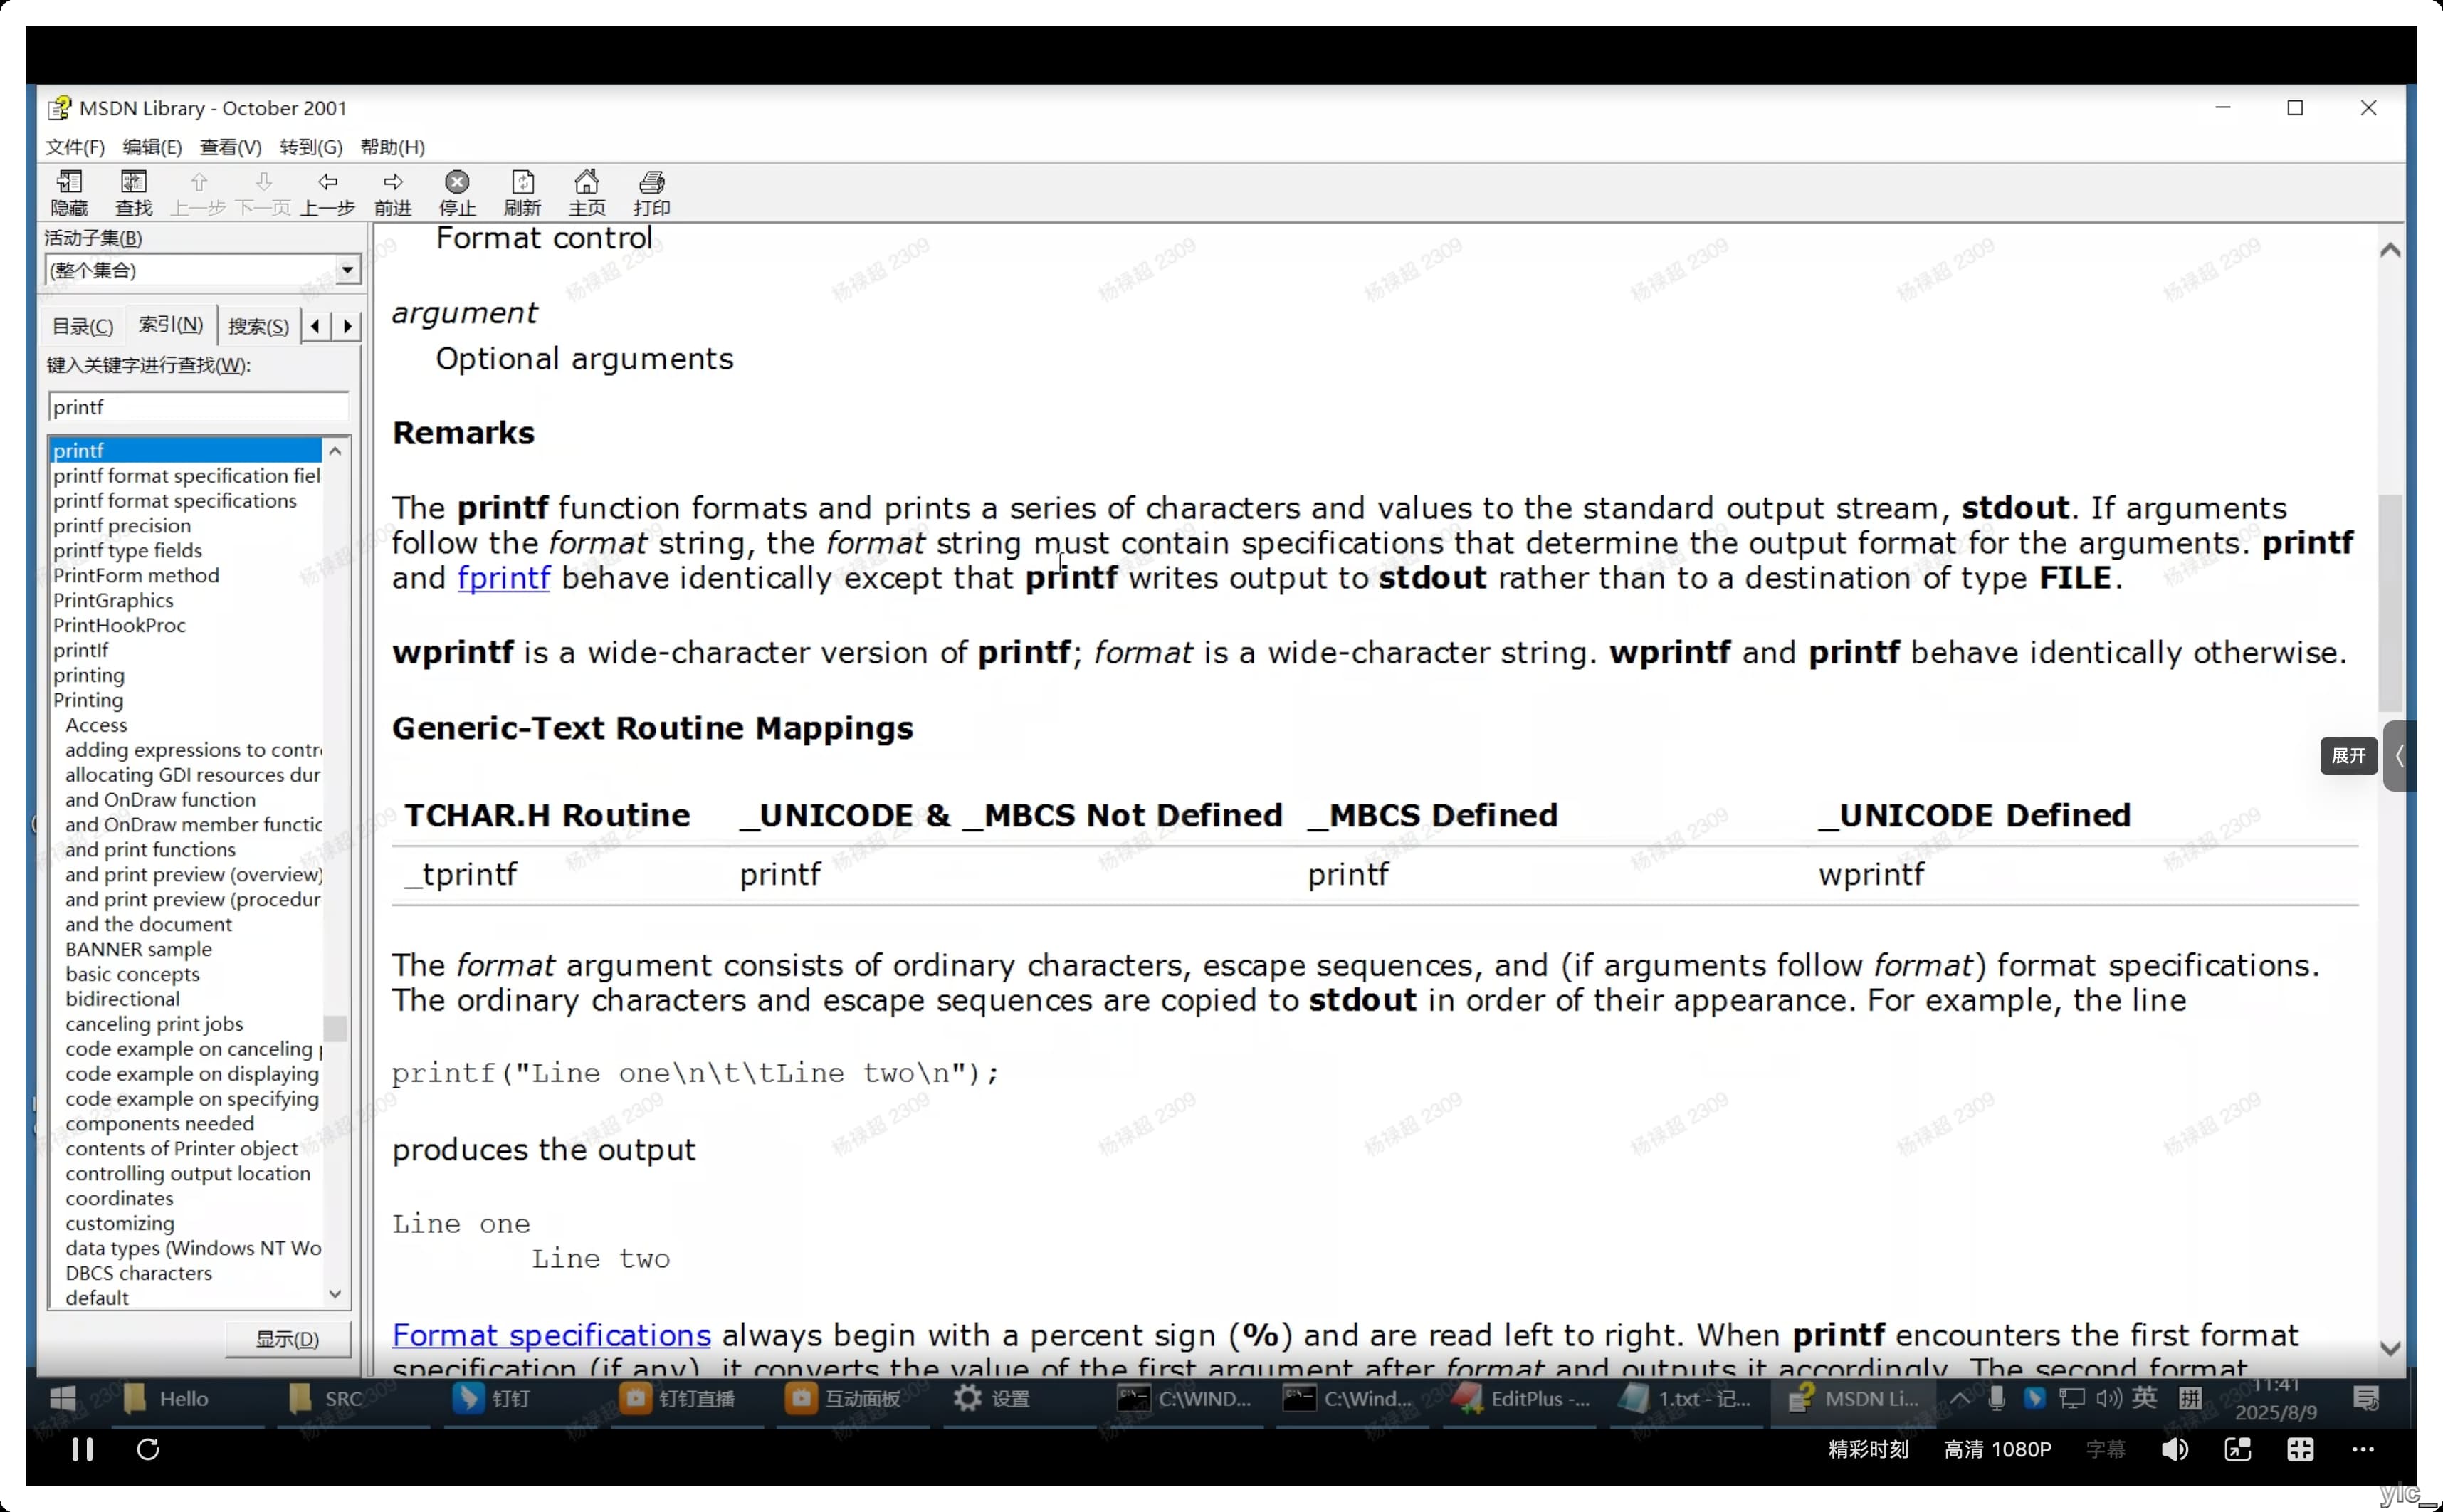 MSDN Library - October 2001
文件(F) 编辑(E) 查看(V) 转到(G) 帮助(H)
隐藏 查找 上一步 下一页 上一步 前进 停止 刷新 主页 打印
活动子集(B)
(整个集合)
目录(C) 索引(N) 搜索(S)
键入关键字进行查找(W):
printf
printf
printf format specification fiel
printf format specifications
printf precision
printf type fields
PrintForm method
PrintGraphics
PrintHookProc
printlf
printing
Printing
Access
adding expressions to contr
allocating GDI resources dur
and OnDraw function
and OnDraw member functic
and print functions
and print preview (overview)
and print preview (procedur
and the document
BANNER sample
basic concepts
bidirectional
canceling print jobs
code example on canceling
code example on displaying
code example on specifying
components needed
contents of Printer object
controlling output location
coordinates
customizing
data types (Windows NT Wo
DBCS characters
default
显示(D)
Format control
argument
Optional arguments
Remarks
The printf function formats and prints a series of characters and values to the standard output stream, stdout. If arguments
follow the format string, the format string must contain specifications that determine the output format for the arguments. printf
and fprintf behave identically except that printf writes output to stdout rather than to a destination of type FILE.
wprintf is a wide-character version of printf; format is a wide-character string. wprintf and printf behave identically otherwise.
Generic-Text Routine Mappings
TCHAR.H Routine _UNICODE & _MBCS Not Defined _MBCS Defined _UNICODE Defined
_tprintf printf printf wprintf
The format argument consists of ordinary characters, escape sequences, and (if arguments follow format) format specifications.
The ordinary characters and escape sequences are copied to stdout in order of their appearance. For example, the line
printf("Line one\n\t\tLine two\n");
produces the output
Line one
Line two
Format specifications always begin with a percent sign (%) and are read left to right. When printf encounters the first format
specification (if any), it converts the value of the first argument after format and outputs it accordingly. The second format
展开
杨禄超 2309
Hello SRC 钉钉 钉钉直播 互动面板 设置 C:\WIND... C:\Wind... EditPlus -... 1.txt - 记... MSDN Li... 英 拼 11:41
2025/8/9
精彩时刻 高清 1080P 字幕
ylc_